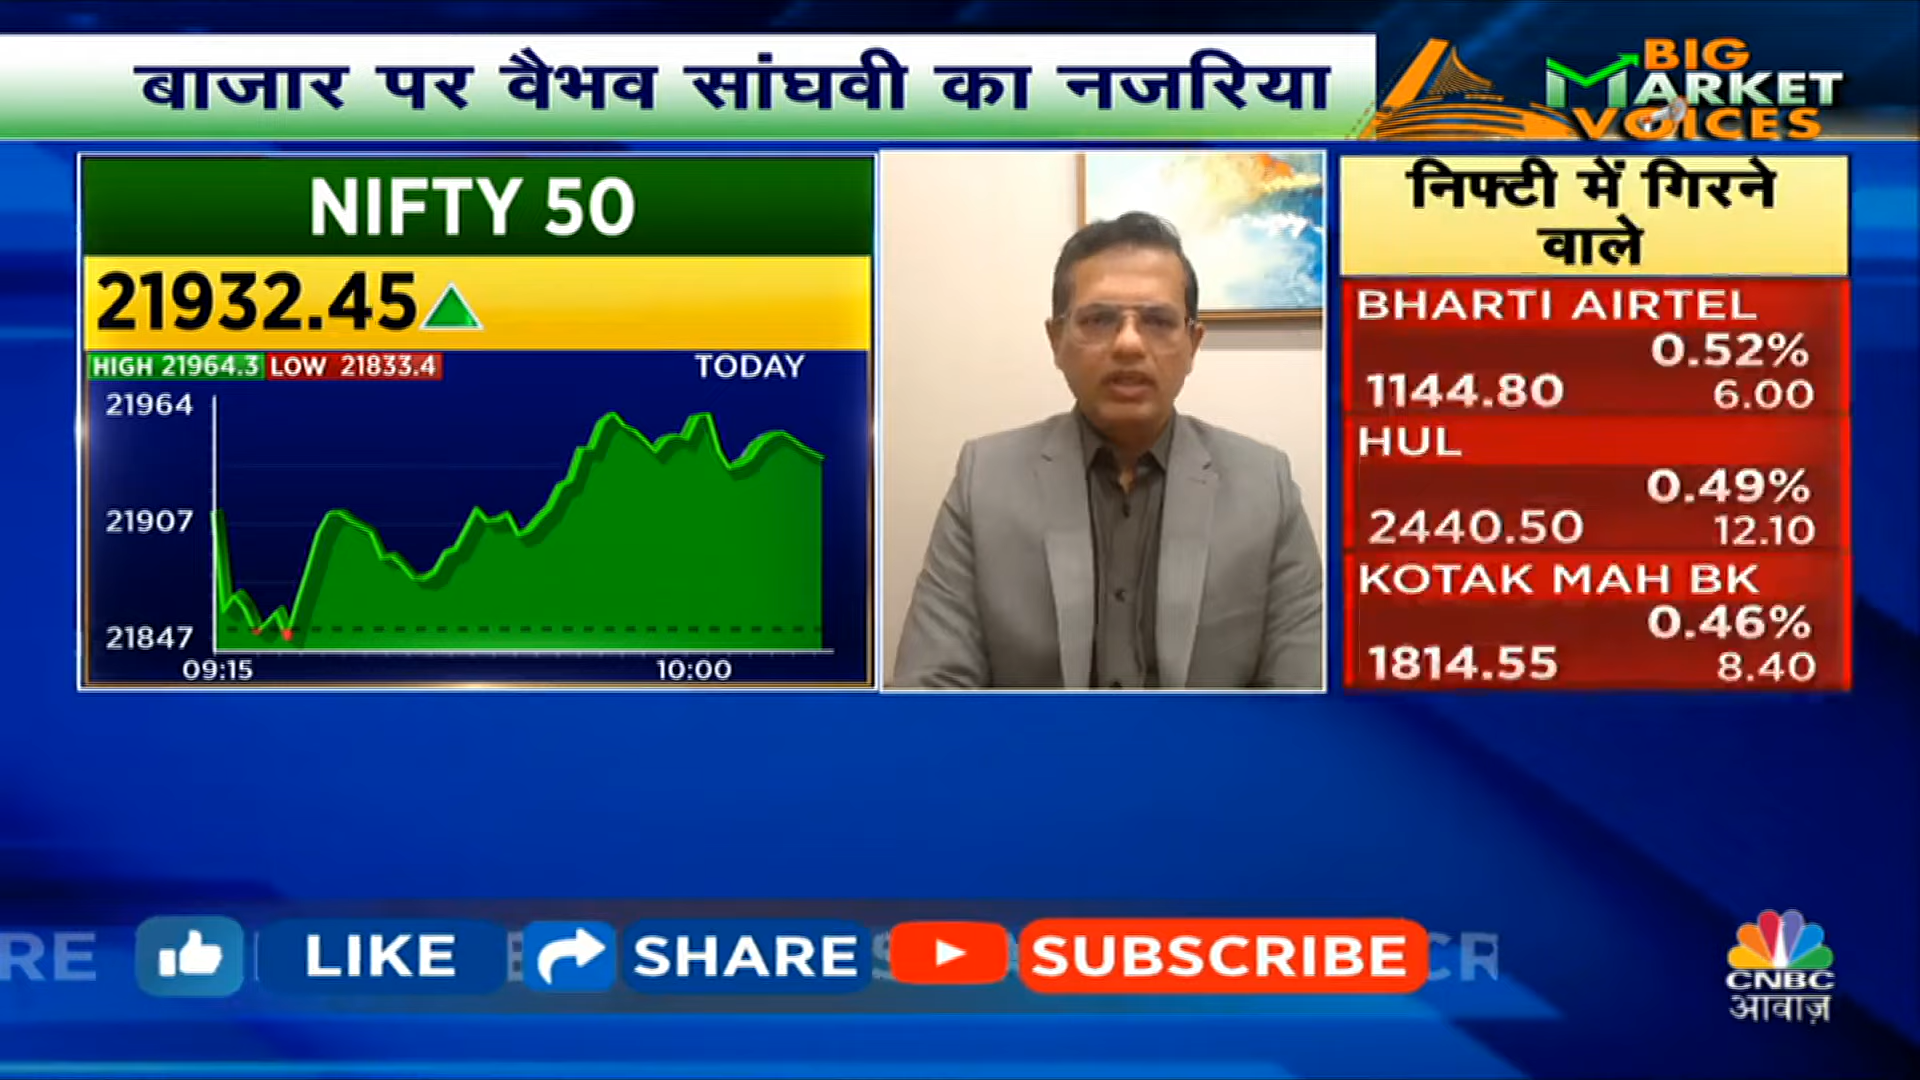 बाजार पर वैभव सांघवी का नजरिया
BIG
MARKET
VOICES
NIFTY 50
21932.45
HIGH 21964.3 LOW 21833.4
TODAY
21964
21907
21847
09:15 10:00
निफ्टी में गिरने
वाले
BHARTI AIRTEL
0.52%
1144.80 6.00
HUL
0.49%
2440.50 12.10
KOTAK MAH BK
0.46%
1814.55 8.40
RE LIKE SHARE SUBSCRIBE CR
CNBC
आवाज़